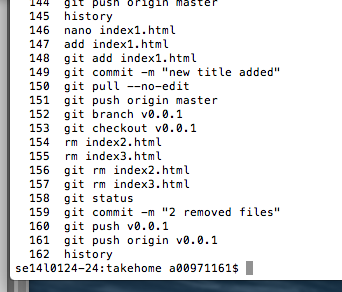 144 git push origin master
145 history
146 nano index1.html
147 add index1.html
148 git add index1.html
149 git commit -m "new title added"
150 git pull --no-edit
151 git push origin master
152 git branch v0.0.1
153 git checkout v0.0.1
154 rm index2.html
155 rm index3.html
156 git rm index2.html
157 git rm index3.html
158 git status
159 git commit -m "2 removed files"
160 git push v0.0.1
161 git push origin v0.0.1
162 history
se14l0124-24:takehome a00971161$